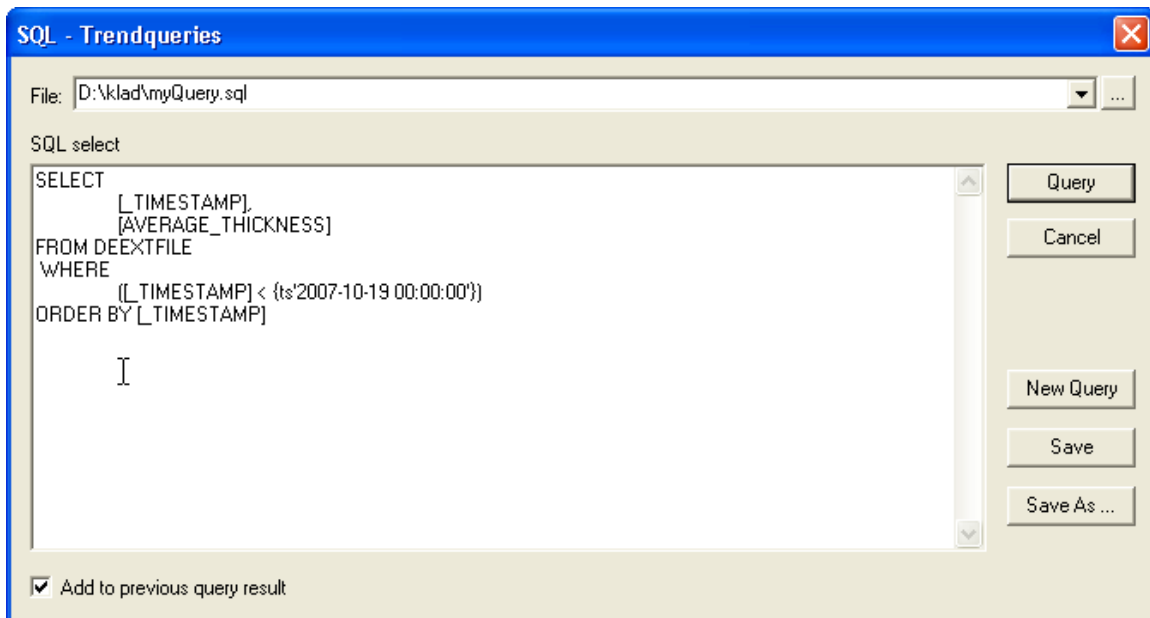 SQL - Trendqueries
File: D:\klad\myQuery.sql
...
SQL select
SELECT
[_TIMESTAMP],
[AVERAGE_THICKNESS]
FROM DEEXTFILE
WHERE
([_TIMESTAMP] < {ts'2007-10-19 00:00:00'})
ORDER BY [_TIMESTAMP]
Query
Cancel
New Query
Save
Save As ...
Add to previous query result